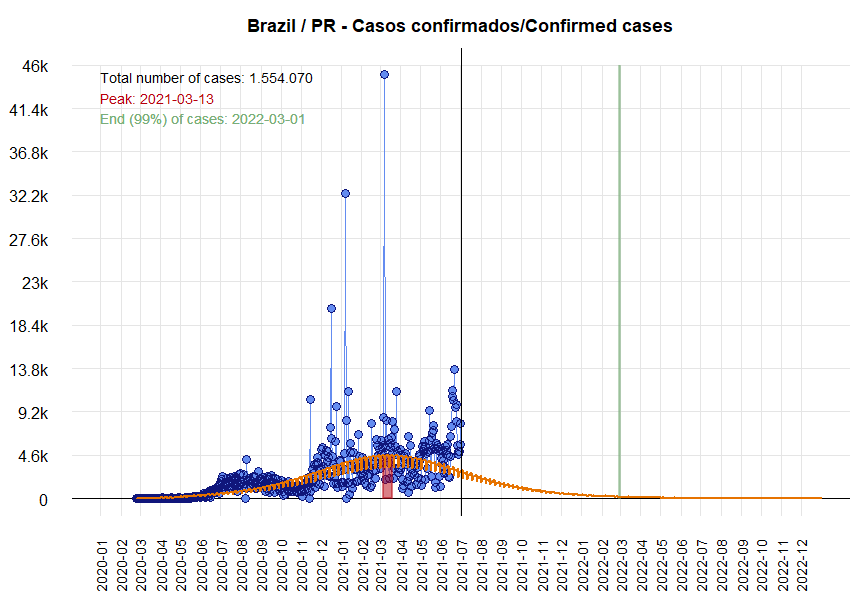 Brazil / PR - Casos confirmados/Confirmed cases
46k
Total number of cases: 1.554.070
Peak: 2021-03-13
41.4k
End (99%) of cases: 2022-03-01
36.8k
32.2k
27.6k
23k
18.4k
13.8k
9.2k
4.6k
0
2020-01
2020-02
2020-03
2020-04
2020-05
2020-06
2020-07
2020-08
2020-09
2020-10
2020-11
2020-12
2021-01
2021-02
2021-03
2021-04
2021-05
2021-06
2021-07
2021-08
2021-09
2021-10
2021-11
2021-12
2022-01
2022-02
2022-03
2022-04
2022-05
2022-06
2022-07
2022-08
2022-09
2022-10
2022-11
2022-12